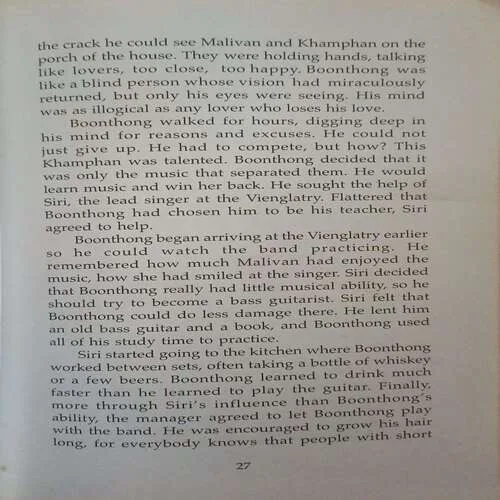 the crack he could see Malivan and Khamphan on the
porch of the house. They were holding hands, talking
like lovers, too close, too happy. Boonthong was
like a blind person whose vision had miraculously
returned, but only his eyes were seeing. His mind
was as illogical as any lover who loses his love.
Boonthong walked for hours, digging deep in
his mind for reasons and excuses. He could not
just give up. He had to compete, but how? This
Khamphan was talented. Boonthong decided that it
was only the music that separated them. He would
learn music and win her back. He sought the help of
Siri, the lead singer at the Vienglatry. Flattered that
Boonthong had chosen him to be his teacher, Siri
agreed to help.
Boonthong began arriving at the Vienglatry earlier
so he could watch the band practicing. He
remembered how much Malivan had enjoyed the
music, how she had smiled at the singer. Siri decided
that Boonthong really had little musical ability, so he
should try to become a bass guitarist. Siri felt that
Boonthong could do less damage there. He lent him
an old bass guitar and a book, and Boonthong used
all of his study time to practice.
Siri started going to the kitchen where Boonthong
worked between sets, often taking a bottle of whiskey
or a few beers. Boonthong learned to drink much
faster than he learned to play the guitar. Finally,
more through Siri's influence than Boonthong's
ability, the manager agreed to let Boonthong play
with the band. He was encouraged to grow his hair
long, for everybody knows that people with short
27